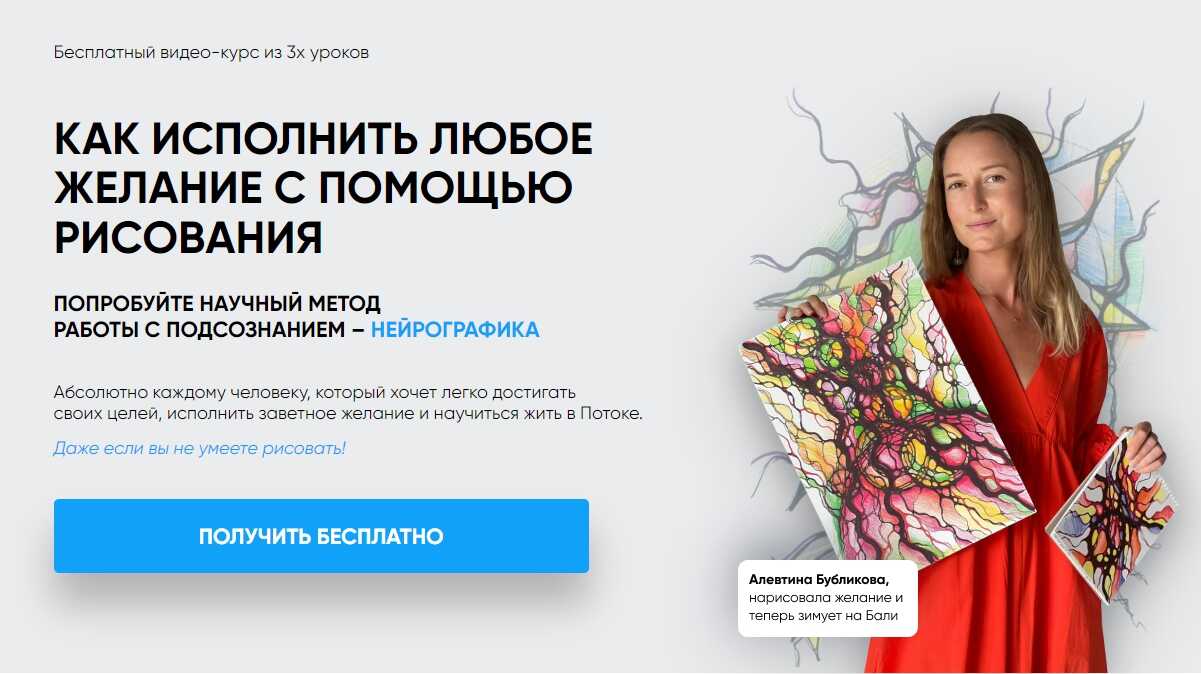 Бесплатный видео-курс из 3х уроков
КАК ИСПОЛНИТЬ ЛЮБОЕ
ЖЕЛАНИЕ С ПОМОЩЬЮ
РИСОВАНИЯ
ПОПРОБУЙТЕ НАУЧНЫЙ МЕТОД
РАБОТЫ С ПОДСОЗНАНИЕМ – НЕЙРОГРАФИКА
Абсолютно каждому человеку, который хочет легко достигать
своих целей, исполнить заветное желание и научиться жить в Потоке.
Даже если вы не умеете рисовать!
ПОЛУЧИТЬ БЕСПЛАТНО
Алевтина Бубликова,
нарисовала желание и
теперь зимует на Бали